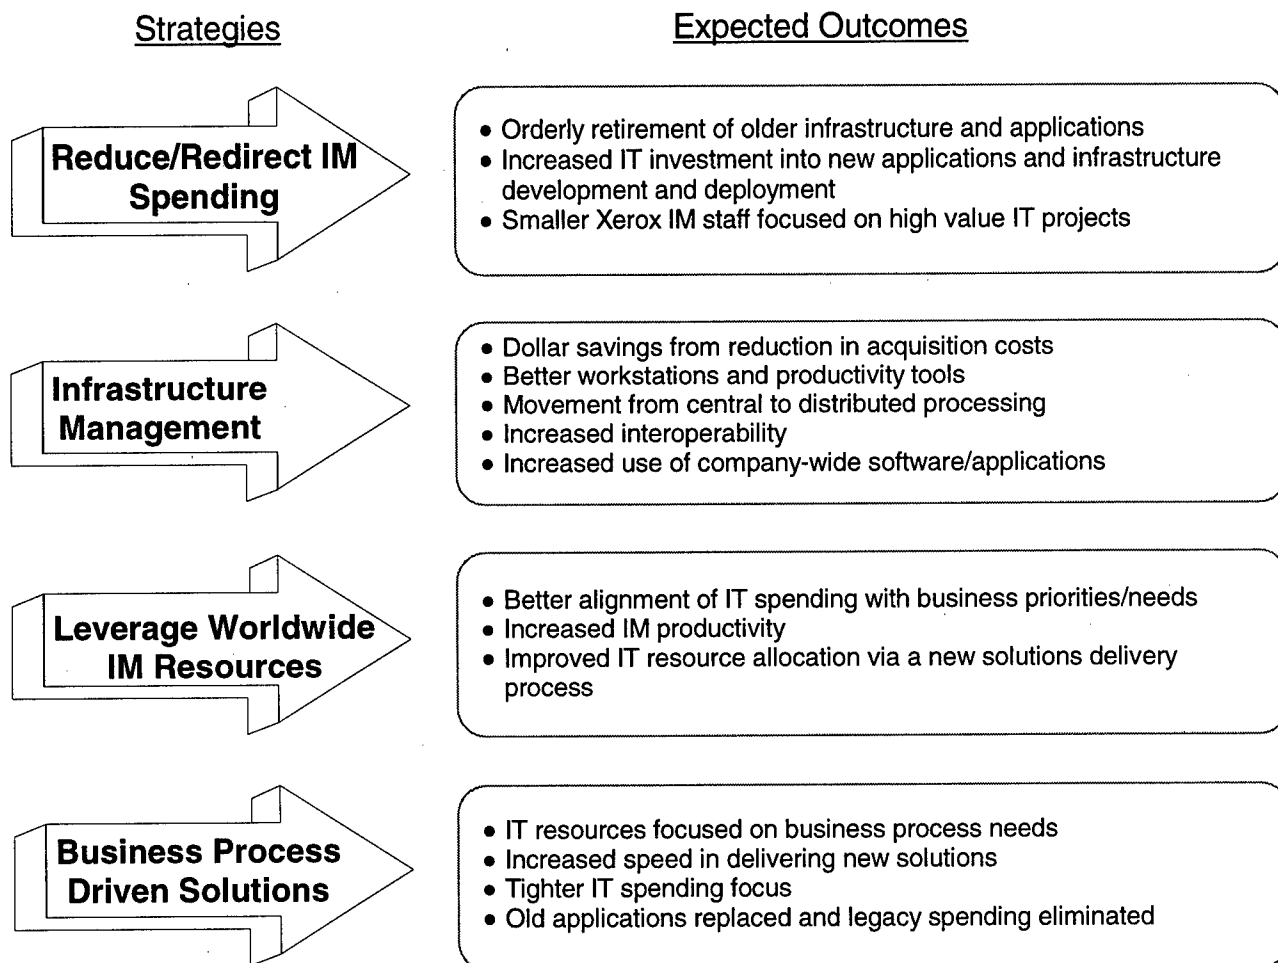 Strategies
Expected Outcomes
Reduce/Redirect IM
Spending
• Orderly retirement of older infrastructure and applications
• Increased IT investment into new applications and infrastructure
development and deployment
• Smaller Xerox IM staff focused on high value IT projects
Infrastructure
Management
• Dollar savings from reduction in acquisition costs
• Better workstations and productivity tools
• Movement from central to distributed processing
• Increased interoperability
• Increased use of company-wide software/applications
Leverage Worldwide
IM Resources
• Better alignment of IT spending with business priorities/needs
• Increased IM productivity
• Improved IT resource allocation via a new solutions delivery
process
Business Process
Driven Solutions
• IT resources focused on business process needs
• Increased speed in delivering new solutions
• Tighter IT spending focus
• Old applications replaced and legacy spending eliminated